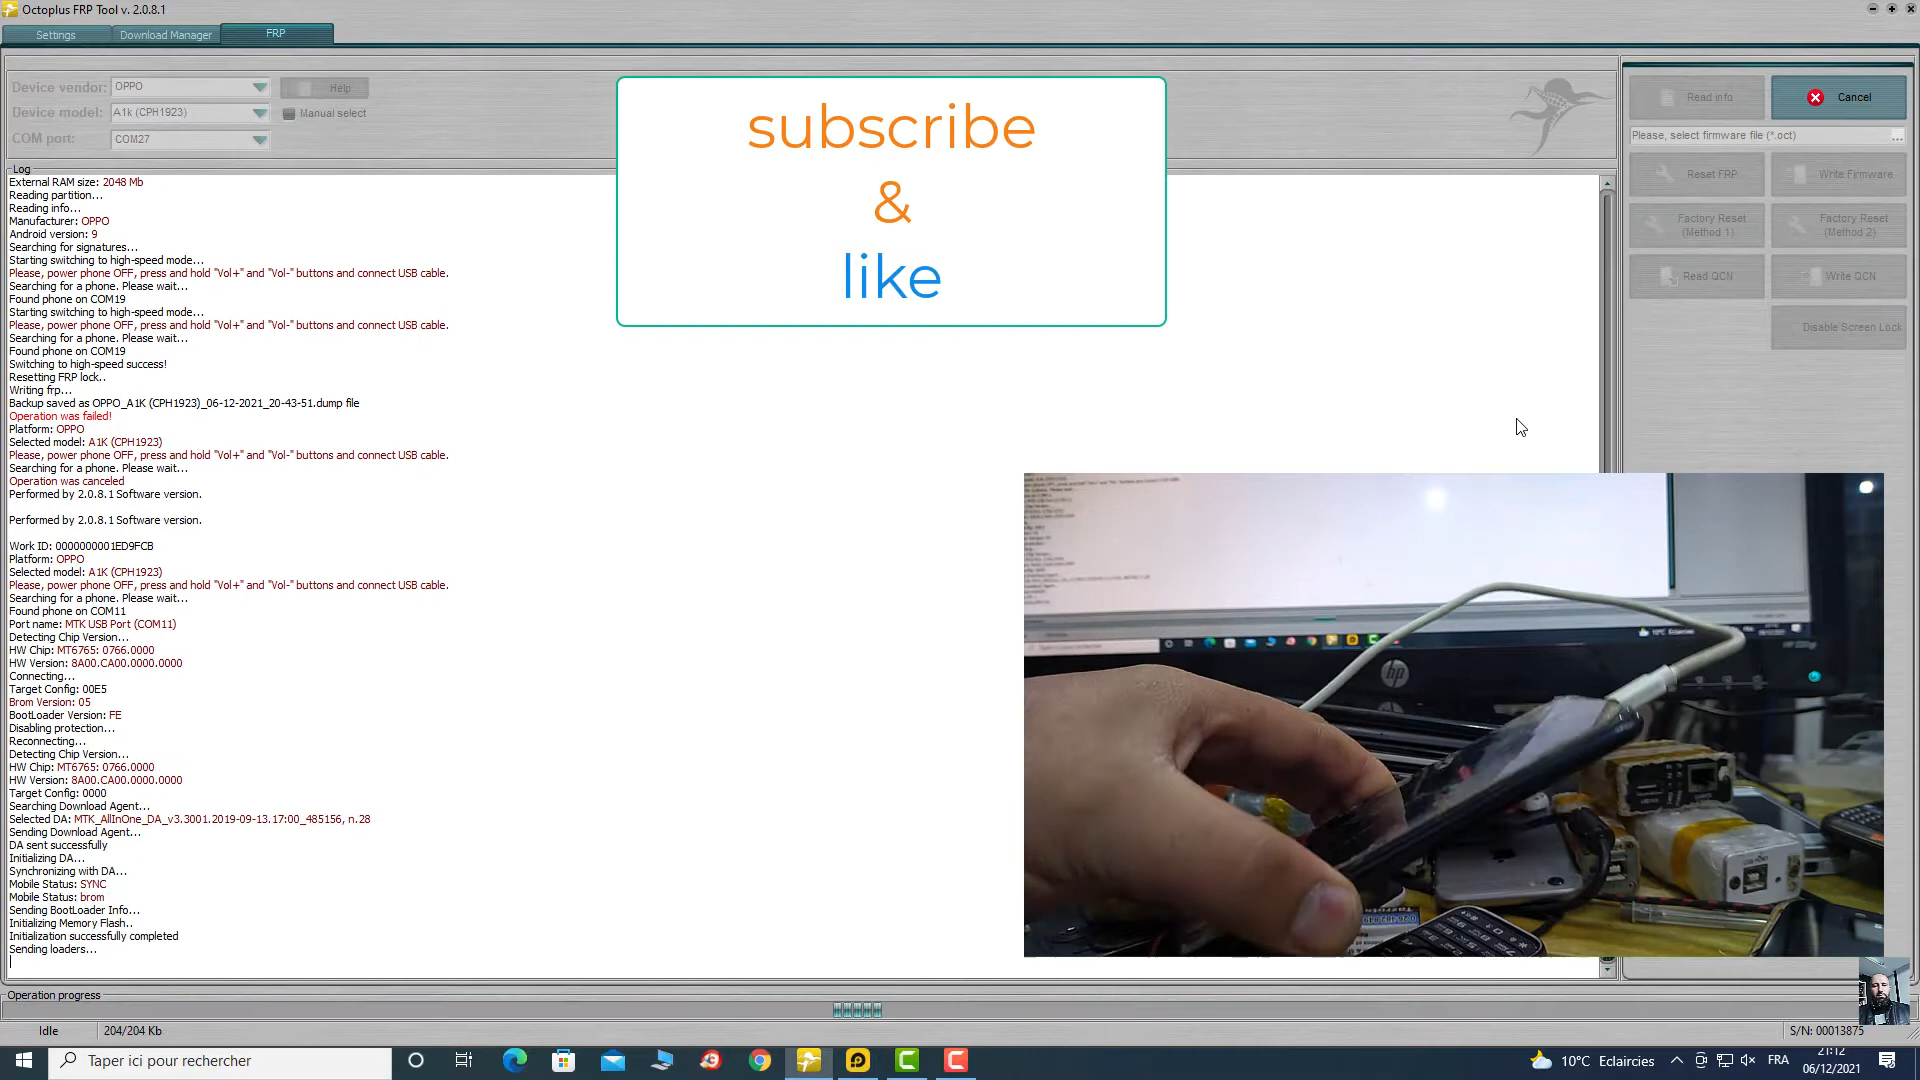 Octoplus FRP Tool v. 2.0.8.1
Settings
Download Manager
FRP
Device vendor:
OPPO
Help
Device model:
A1k (CPH1923)
Manual select
COM port:
COM27
subscribe
&
like
Read info
Cancel
Please, select firmware file (*.oct)
...
Reset FRP
Write Firmware
Factory Reset
(Method 1)
Factory Reset
(Method 2)
Read QCN
Write QCN
Disable Screen Lock
Log
External RAM size: 2048 Mb
Reading partition...
Reading info...
Manufacturer: OPPO
Android version: 9
Searching for signatures...
Starting switching to high-speed mode...
Please, power phone OFF, press and hold "Vol+" and "Vol-" buttons and connect USB cable.
Searching for a phone. Please wait...
Found phone on COM19
Starting switching to high-speed mode...
Please, power phone OFF, press and hold "Vol+" and "Vol-" buttons and connect USB cable.
Searching for a phone. Please wait...
Found phone on COM19
Switching to high-speed success!
Resetting FRP lock..
Writing frp...
Backup saved as OPPO_A1K (CPH1923)_06-12-2021_20-43-51.dump file
Operation was failed!
Platform: OPPO
Selected model: A1K (CPH1923)
Please, power phone OFF, press and hold "Vol+" and "Vol-" buttons and connect USB cable.
Searching for a phone. Please wait...
Operation was canceled
Performed by 2.0.8.1 Software version.
Performed by 2.0.8.1 Software version.
Work ID: 0000000001ED9FCB
Platform: OPPO
Selected model: A1K (CPH1923)
Please, power phone OFF, press and hold "Vol+" and "Vol-" buttons and connect USB cable.
Searching for a phone. Please wait...
Found phone on COM11
Port name: MTK USB Port (COM11)
Detecting Chip Version...
HW Chip: MT6765: 0766.0000
HW Version: 8A00.CA00.0000.0000
Connecting...
Target Config: 00E5
Brom Version: 05
BootLoader Version: FE
Disabling protection...
Reconnecting...
Detecting Chip Version...
HW Chip: MT6765: 0766.0000
HW Version: 8A00.CA00.0000.0000
Target Config: 0000
Searching Download Agent...
Selected DA: MTK_AllInOne_DA_v3.3001.2019-09-13.17:00_485156, n.28
Sending Download Agent...
DA sent successfully
Initializing DA...
Synchronizing with DA...
Mobile Status: SYNC
Mobile Status: brom
Sending BootLoader Info...
Initializing Memory Flash..
Initialization successfully completed
Sending loaders...
hp
Operation progress
Idle
204/204 Kb
S/N: 00013875
Taper ici pour rechercher
10°C Eclaircies
FRA
21:12
06/12/2021